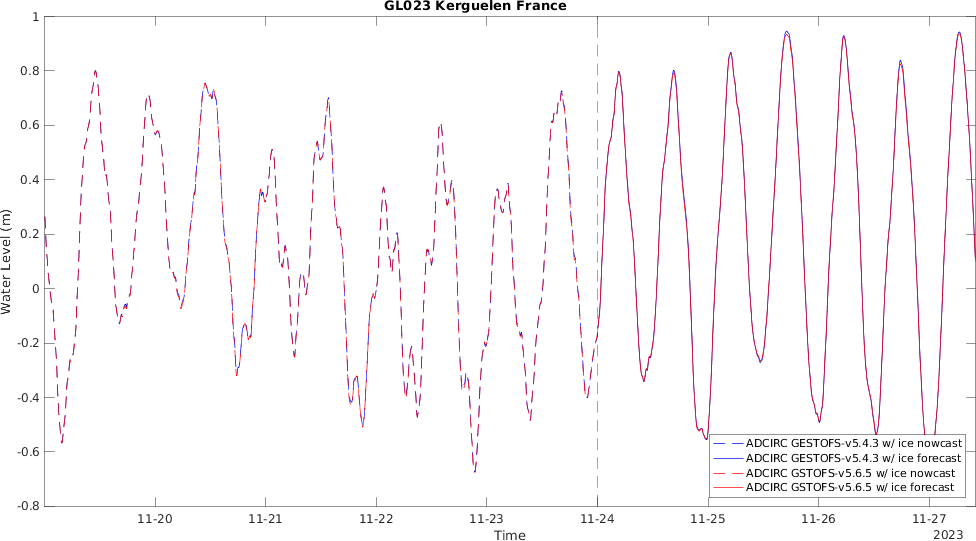 GL023 Kerguelen France
Water Level (m)
1
0.8
0.6
0.4
0.2
0
-0.2
-0.4
-0.6
-0.8
11-20
11-21
11-22
11-23
11-24
11-25
11-26
11-27
Time
2023
ADCIRC GESTOFS-v5.4.3 w/ ice nowcast
ADCIRC GESTOFS-v5.4.3 w/ ice forecast
ADCIRC GSTOFS-v5.6.5 w/ ice nowcast
ADCIRC GSTOFS-v5.6.5 w/ ice forecast